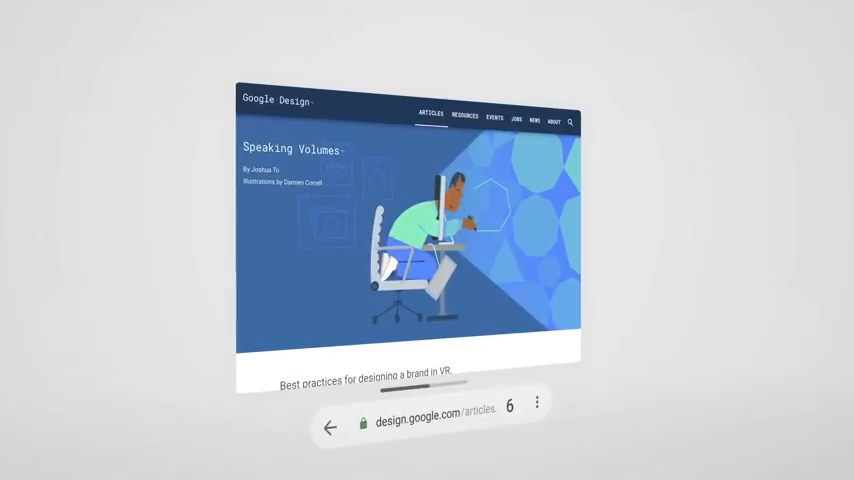 Google Design
ARTICLES RESOURCES EVENTS JOBS NEWS ABOUT
Speaking Volumes
By Joshua To
Illustrations by Damien Correll
Best practices for designing a brand in VR.
design.google.com/articles. 6